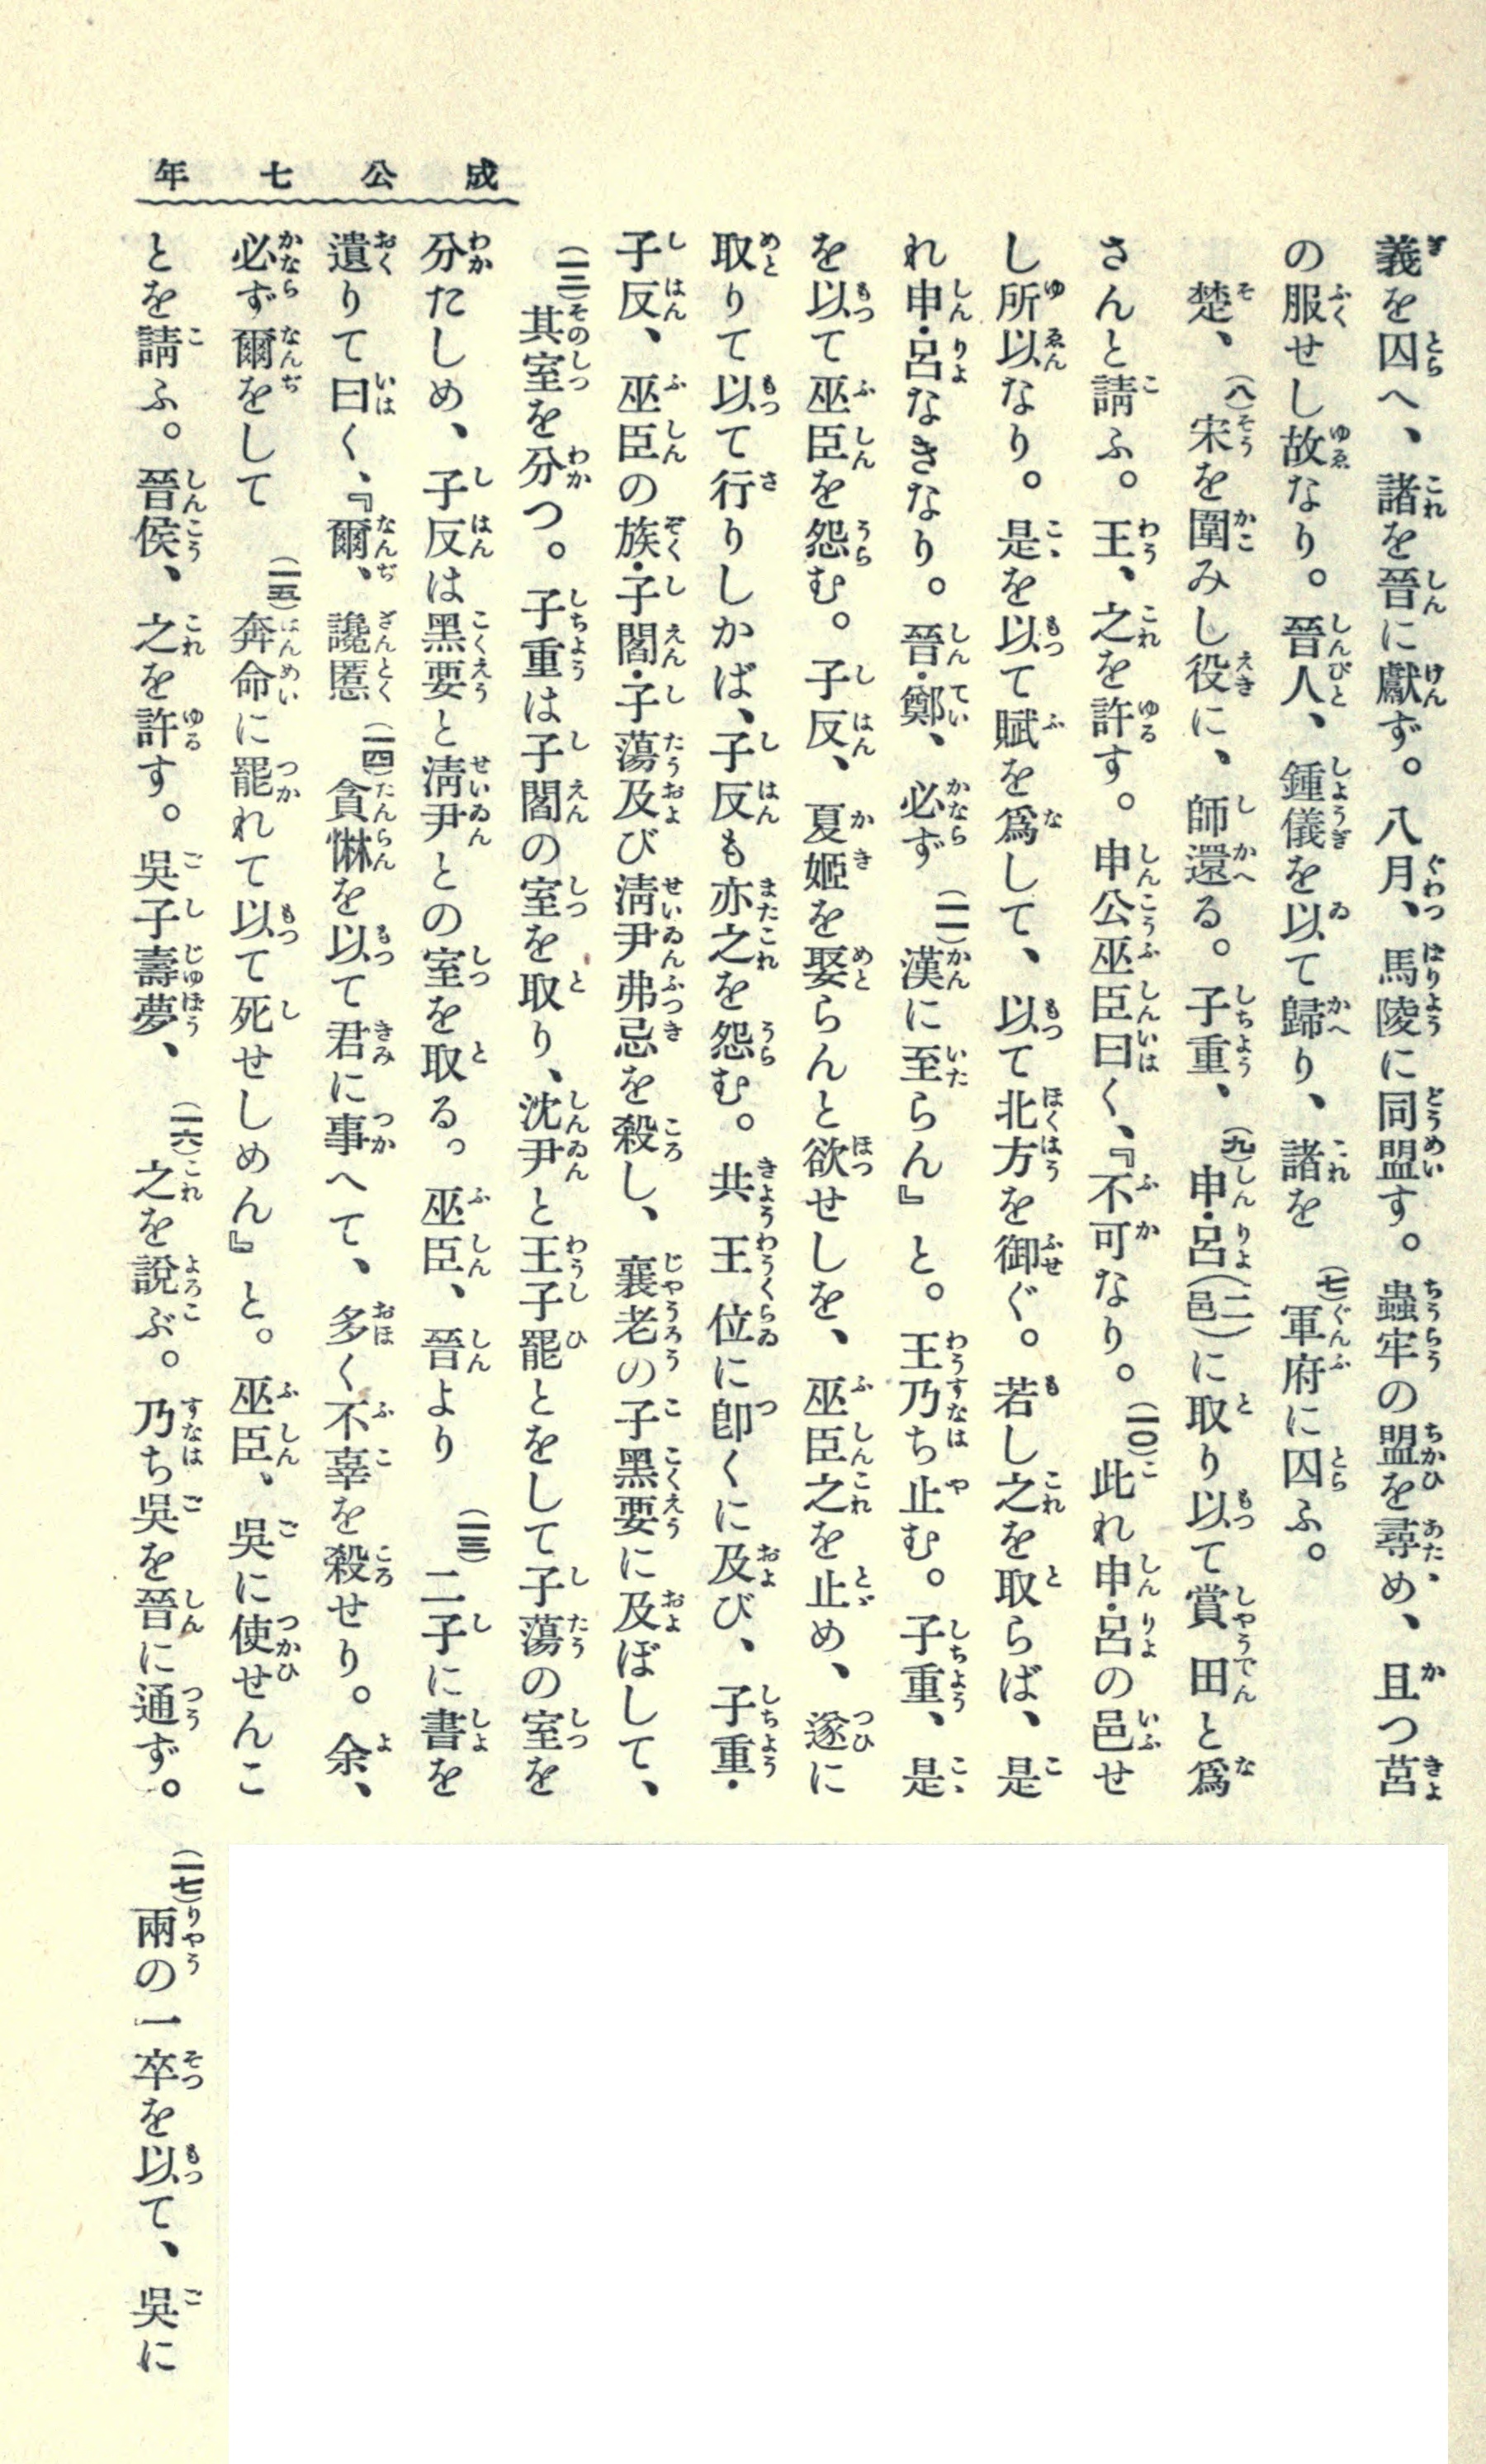 成公七年
義を囚へ、諸を晉に獻ず。八月、馬陵に同盟す。蟲牢の盟を尋め、且つ莒
の服せし故なり。晉人、鍾儀を以て歸り、諸を(七)軍府に囚ふ。
楚、(八)宋を圍みし役に、師還る。子重、(九)申・呂(二邑)に取り以て賞田と爲
さんと請ふ。王、之を許す。申公巫臣曰く、『不可なり。(一〇)此れ申・呂の邑せ
し所以なり。是を以て賦を爲して、以て北方を御ぐ。若し之を取らば、是
れ申・呂なきなり。晉・鄭、必ず(一一)漢に至らん』と。王乃ち止む。子重、是
を以て巫臣を怨む。子反、夏姬を娶らんと欲せしを、巫臣之を止め、遂に
取りて以て行りしかば、子反も亦之を怨む。共王位に卽くに及び、子重・
子反、巫臣の族・子閻・子蕩及び淸尹弗忌を殺し、襄老の子黑要に及ぼして、
(一二)其室を分つ。子重は子閻の室を取り、沈尹と王子罷とをして子蕩の室を
分たしめ、子反は黑要と淸尹との室を取る。巫臣、晉より(一三)二子に書を
遺りて曰く、『爾、讒慝(一四)貪惏を以て君に事へて、多く不辜を殺せり。余、
必ず爾をして(一五)奔命に罷れて以て死せしめん』と。巫臣、吳に使せんこ
とを請ふ。晉侯、之を許す。吳子壽夢、(一六)之を說ぶ。乃ち吳を晉に通ず。(一七)兩の一卒を以て、吳に